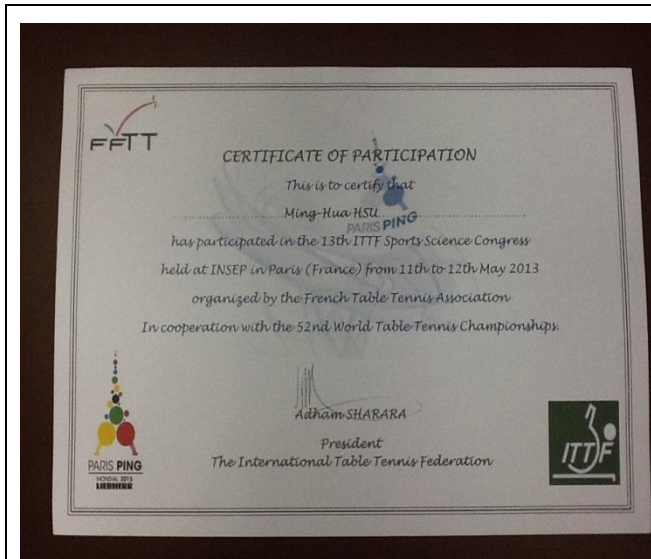 FFTT
CERTIFICATE OF PARTICIPATION
This is to certify that
Ming-Hua HSU
PARIS PING
has participated in the 13th ITTF Sports Science Congress
held at INSEP in Paris (France) from 11th to 12th May 2013
organized by the French Table Tennis Association
In cooperation with the 52nd World Table Tennis Championships.
Adham SHARARA
President
The International Table Tennis Federation
PARIS PING
MONDIAL 2013
LIEBHERR
ITTF